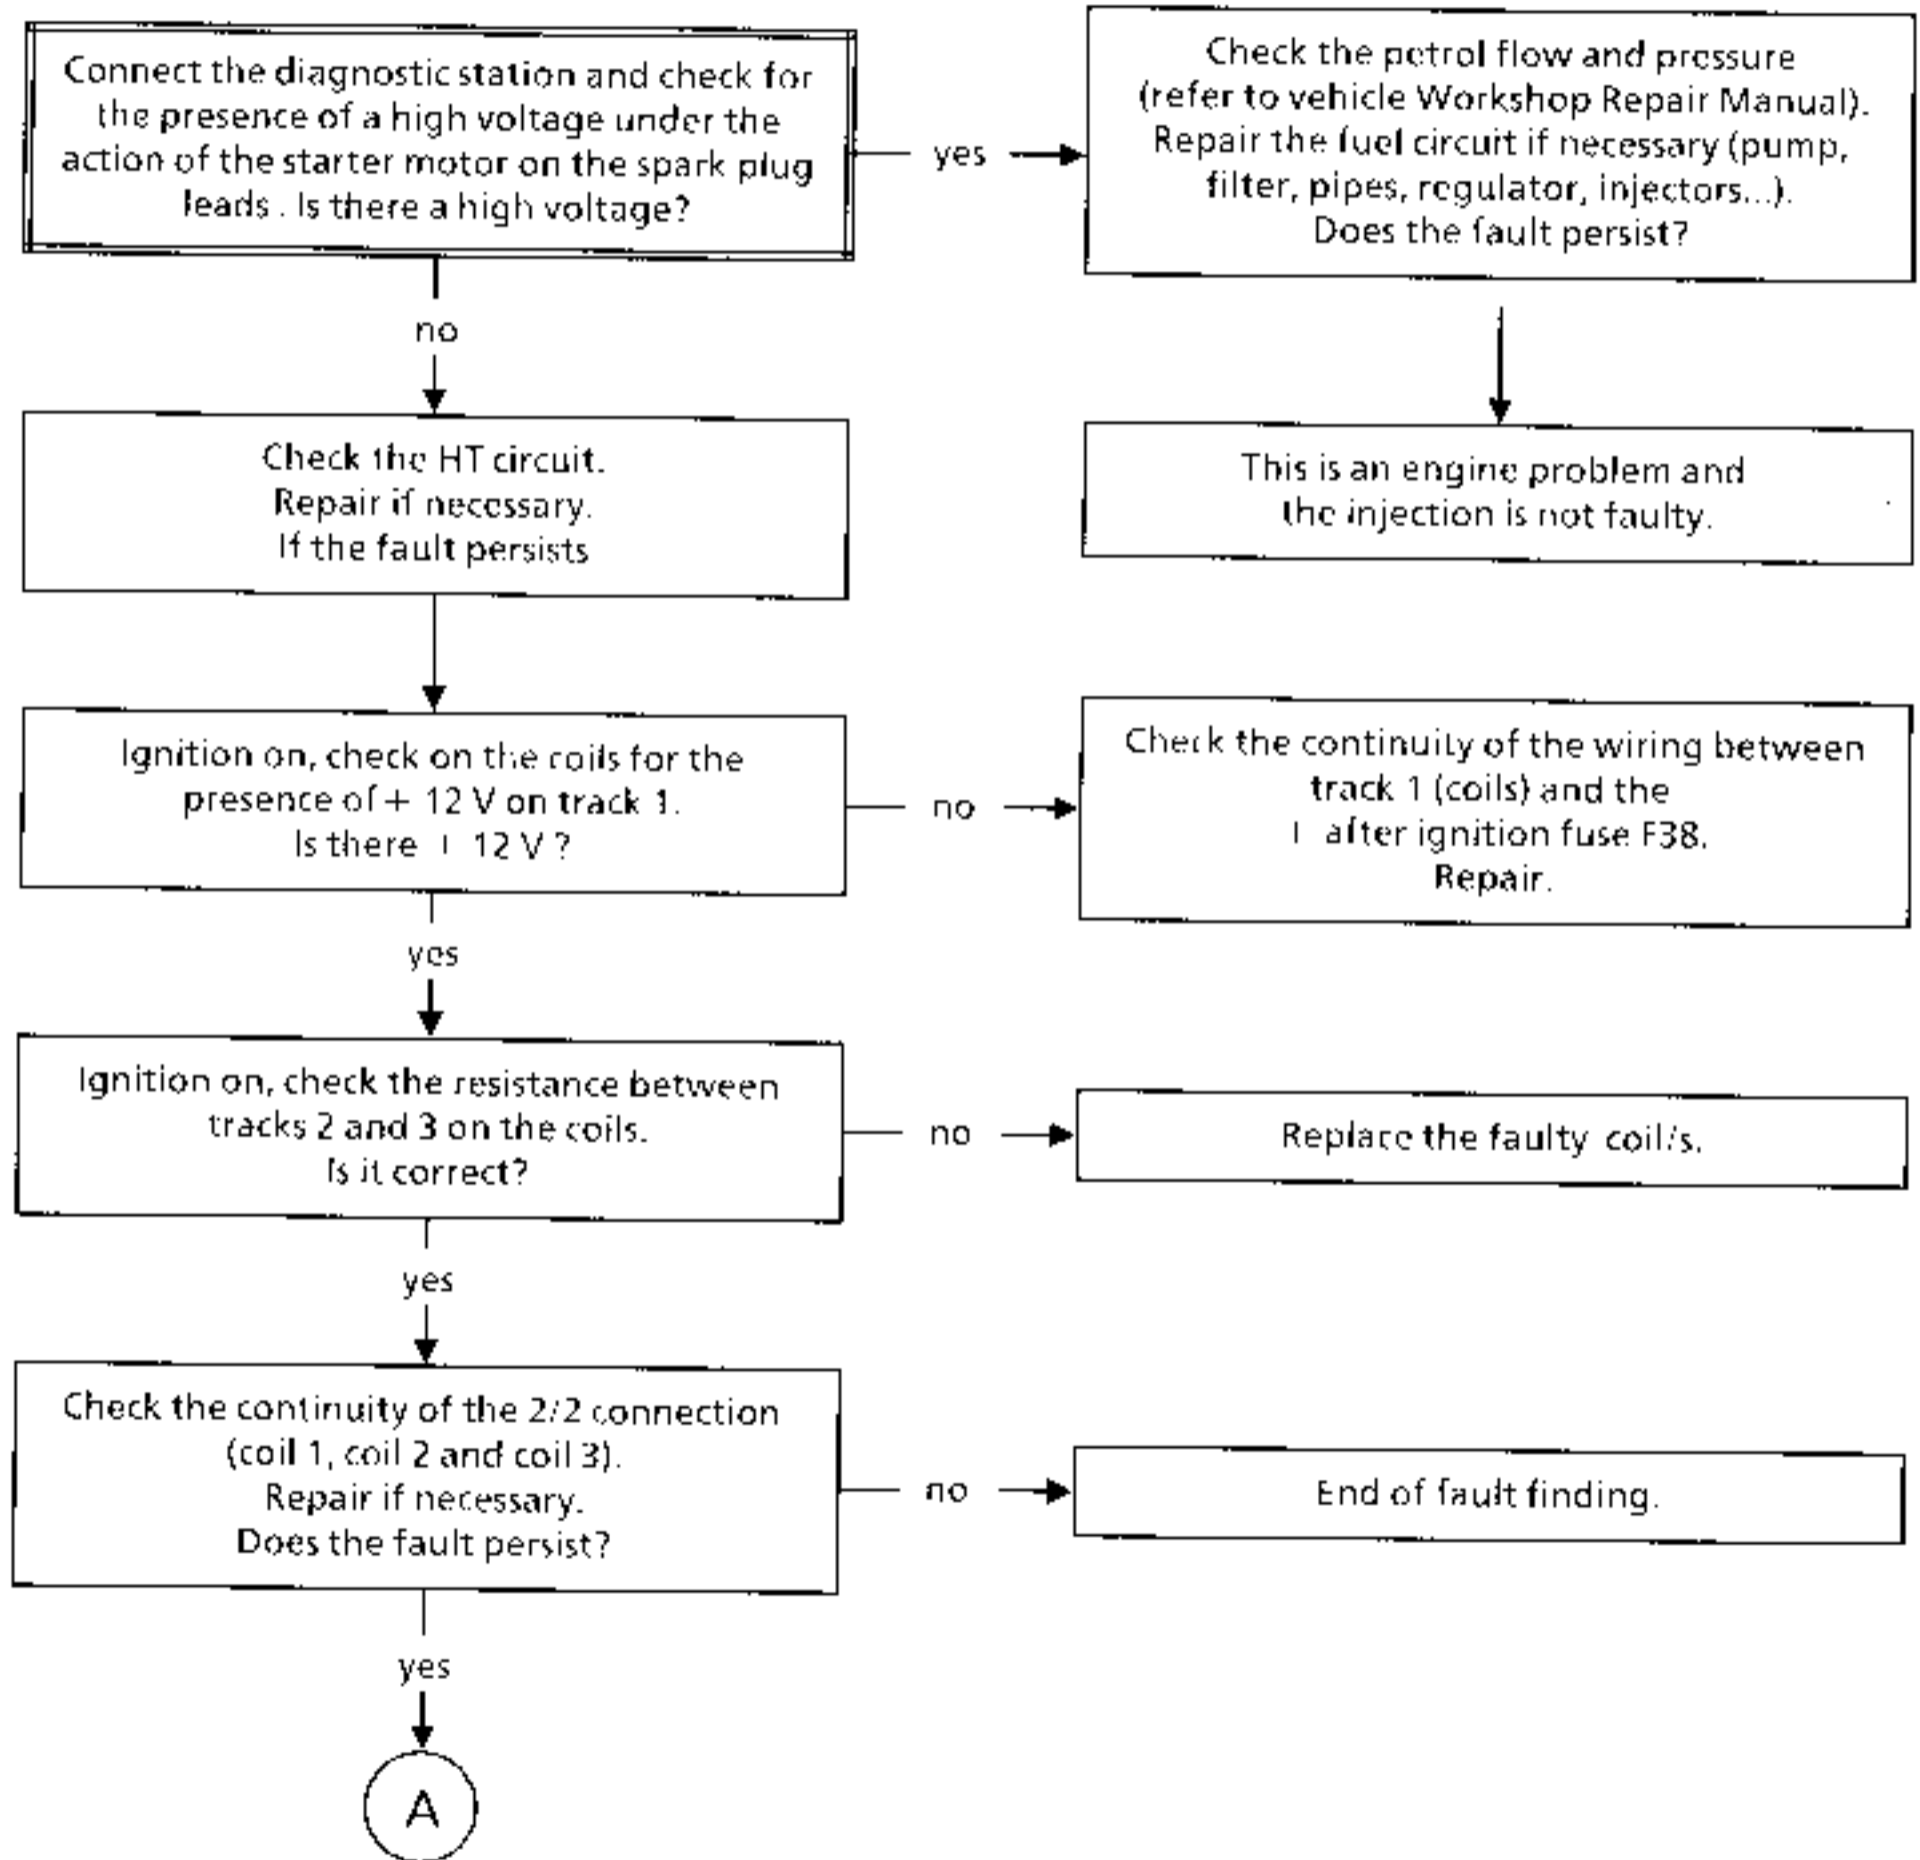 Connect the diagnostic station and check for
the presence of a high voltage under the
action of the starter motor on the spark plug
leads. Is there a high voltage?
yes
Check the petrol flow and pressure
(refer to vehicle Workshop Repair Manual).
Repair the fuel circuit if necessary (pump,
filter, pipes, regulator, injectors...).
Does the fault persist?
This is an engine problem and
the injection is not faulty.
no
Check the HT circuit.
Repair if necessary.
If the fault persists
Ignition on, check on the coils for the
presence of + 12 V on track 1.
Is there + 12 V ?
no
Check the continuity of the wiring between
track 1 (coils) and the
+ after ignition fuse F38.
Repair.
yes
Ignition on, check the resistance between
tracks 2 and 3 on the coils.
Is it correct?
no
Replace the faulty coil/s.
yes
Check the continuity of the 2/2 connection
(coil 1, coil 2 and coil 3).
Repair if necessary.
Does the fault persist?
no
End of fault finding.
yes
A